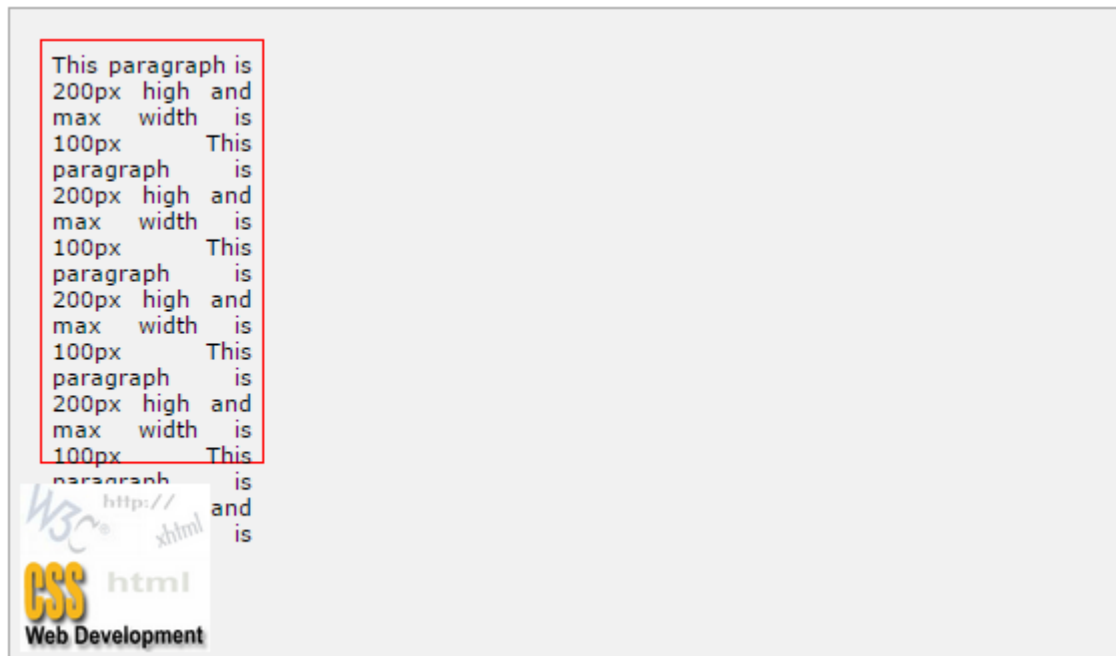 This paragraph is
200px high and
max width is
100px This
paragraph is
200px high and
max width is
100px This
paragraph is
200px high and
max width is
100px This
paragraph is
200px high and
max width is
100px This
paragraph is
and
is
W3C®
http://
xhtml
CSS
html
Web Development